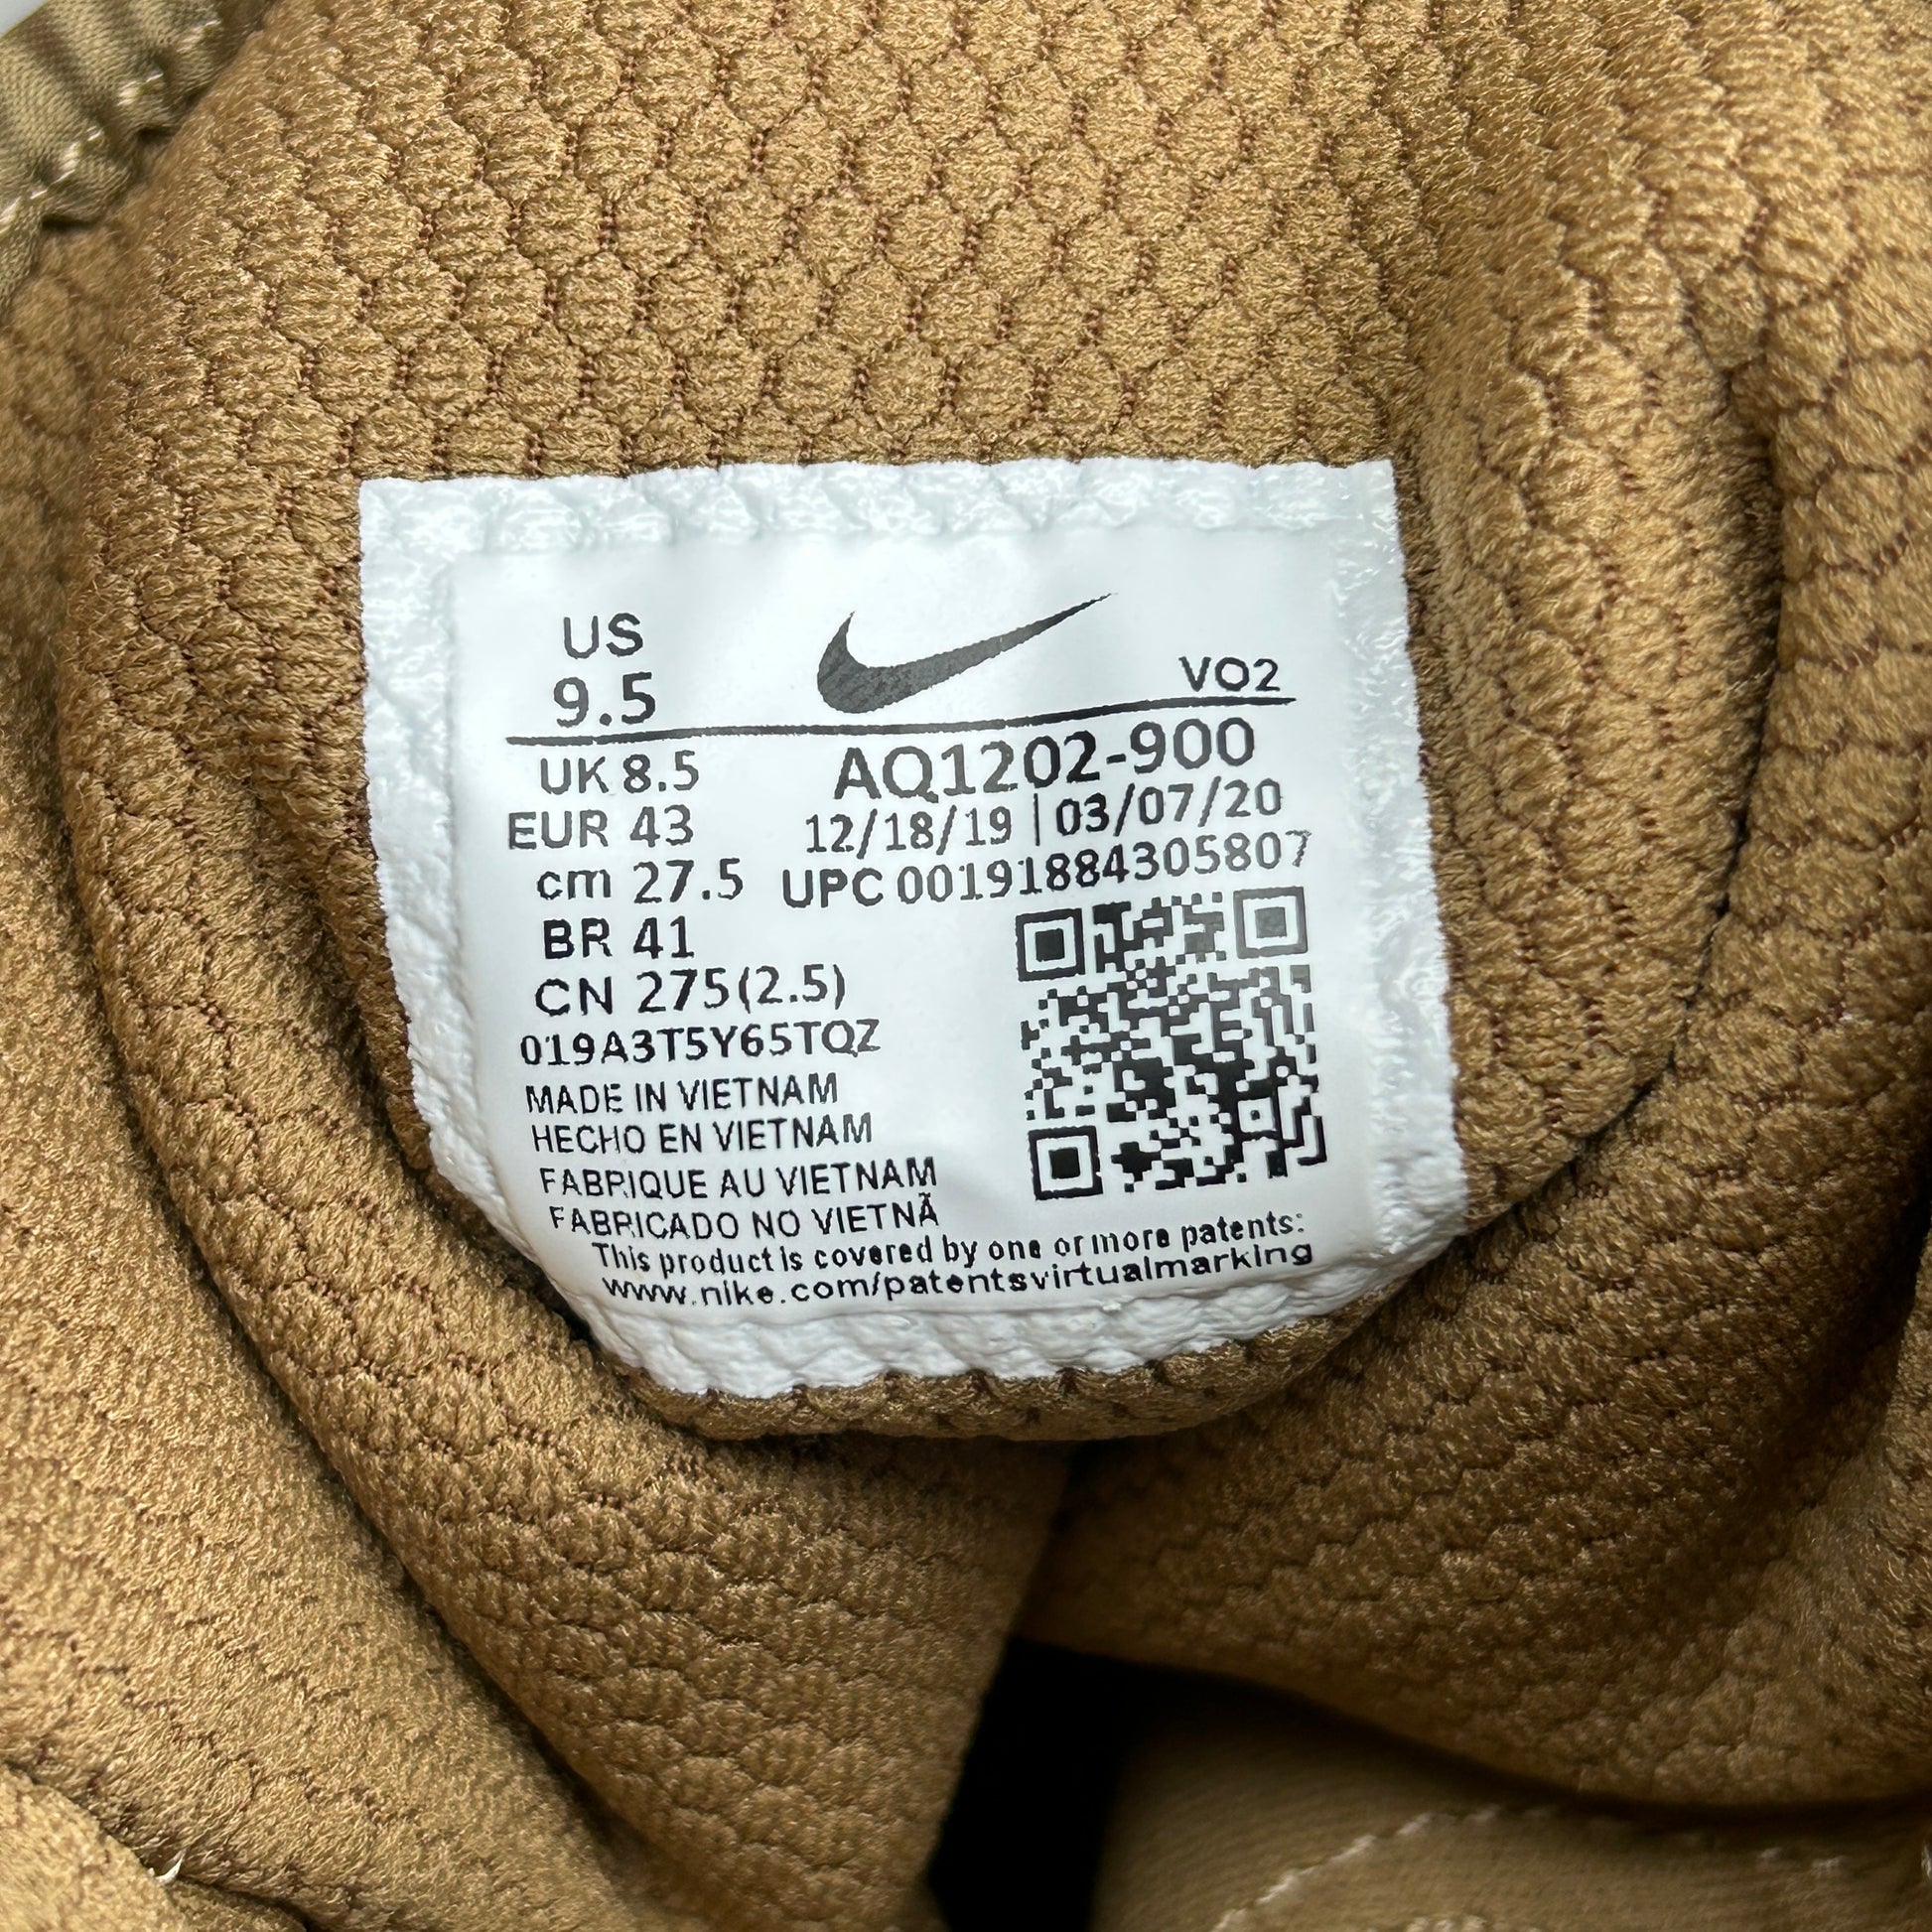 US
9.5
VO2
UK 8.5
EUR 43
cm 27.5
BR 41
CN 275(2.5)
AQ1202-900
12/18/19 | 03/07/20
UPC 00191884305807
019A3T5Y65TQZ
MADE IN VIETNAM
HECHO EN VIETNAM
FABRIQUE AU VIETNAM
FABRICADO NO VIETNÃ
This product is covered by one or more patents:
www.nike.com/patentsvirtualmarking